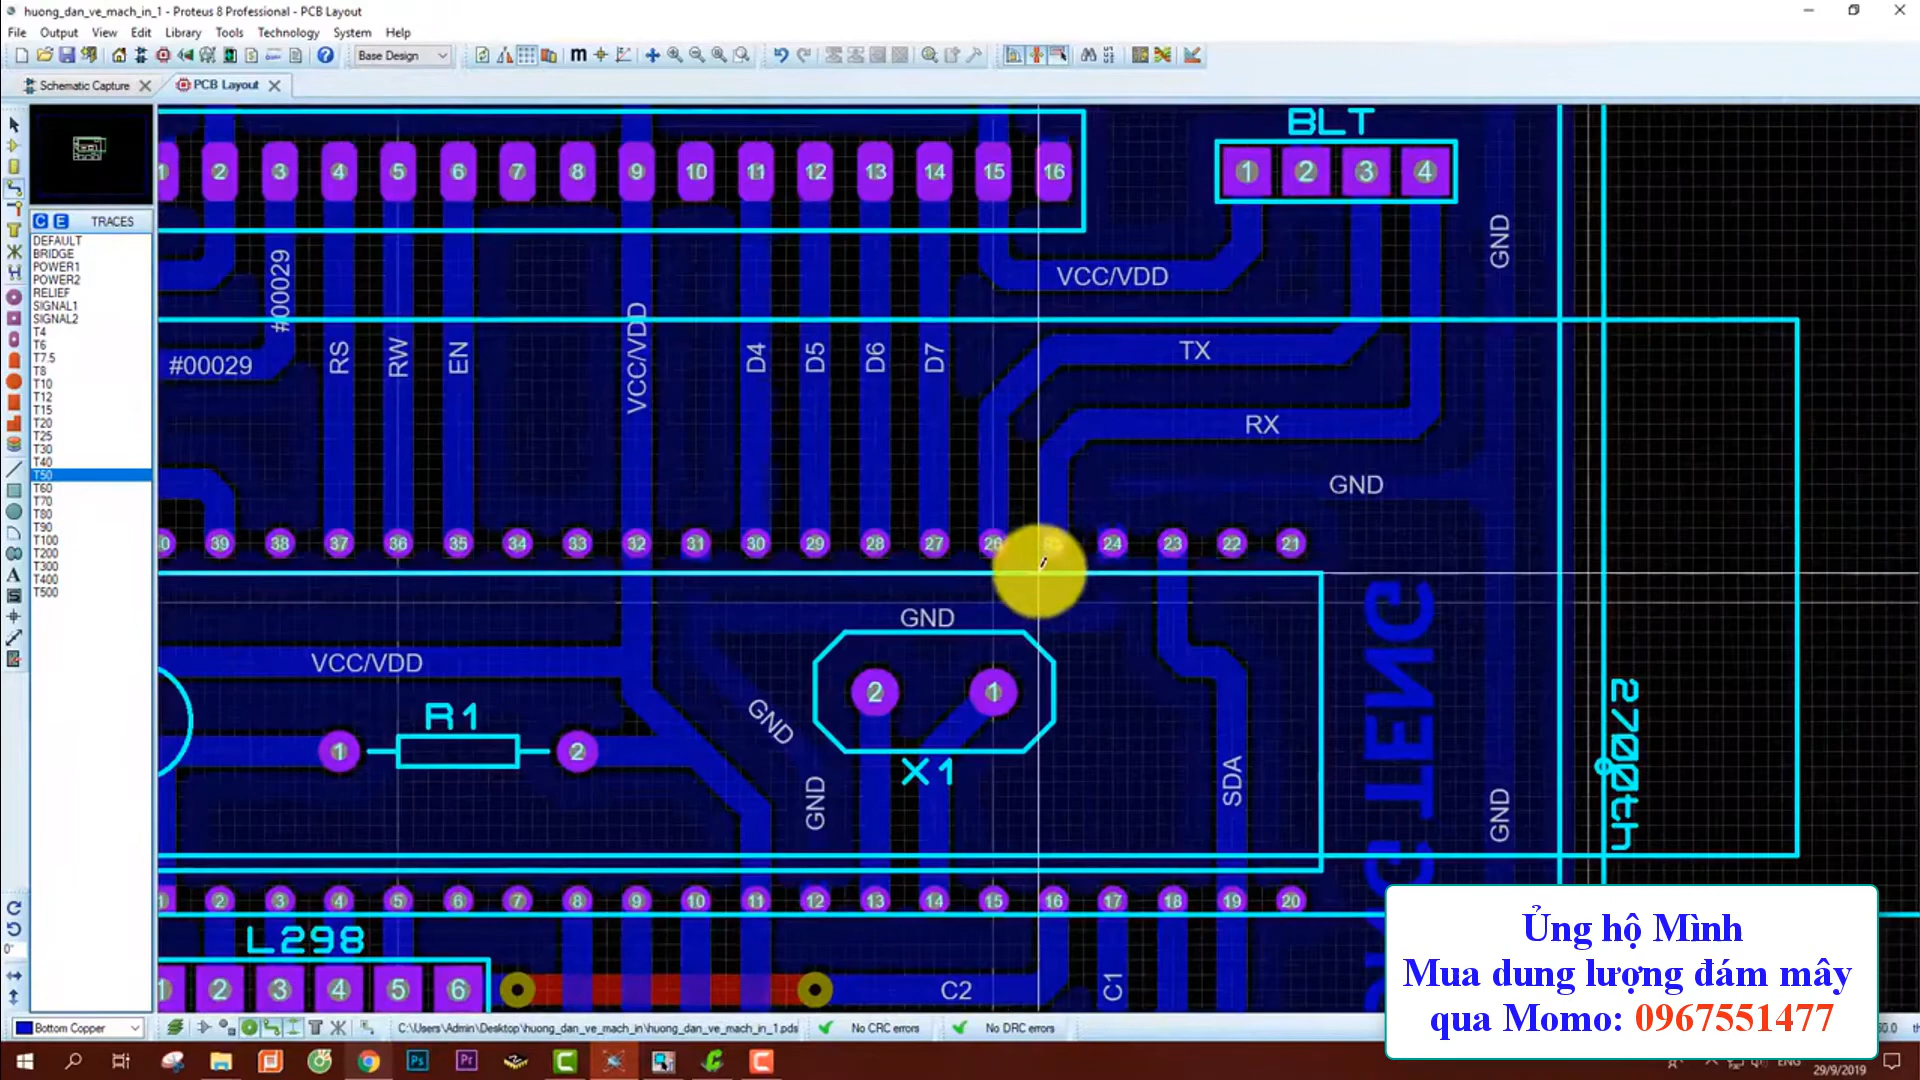 huong_dan_ve_mach_in_1 - Proteus 8 Professional - PCB Layout
File Output View Edit Library Tools Technology System Help
Base Design
Schematic Capture PCB Layout
C E TRACES
DEFAULT
BRIDGE
POWER1
POWER2
RELIEF
SIGNAL1
SIGNAL2
T4
T6
T7.5
T8
T10
T12
T15
T20
T25
T30
T40
T50
T60
T70
T80
T90
T100
T200
T300
T400
T500
BLT
1 2 3 4 5 6 7 8 9 10 11 12 13 14 15 16
1 2 3 4
#00029
#00029
RS
RW
EN
VCC/VDD
D4
D5
D6
D7
VCC/VDD
TX
RX
GND
GND
39 38 37 36 35 34 33 32 31 30 29 28 27 26 24 23 22 21
GND
VCC/VDD
R1
1 2
GND
GND
2 1
X1
SDA
GND
2700th
1 2 3 4 5 6 7 8 9 10 11 12 13 14 15 16 17 18 19 20
L298
1 2 3 4 5 6
C2
C1
Ủng hộ Mình
Mua dung lượng đám mây
qua Momo: 0967551477
0°
Bottom Copper
C:\Users\Admin\Desktop\huong_dan_ve_mach_in\huong_dan_ve_mach_in_1.pds
No CRC errors
No DRC errors
ENG
29/9/2019